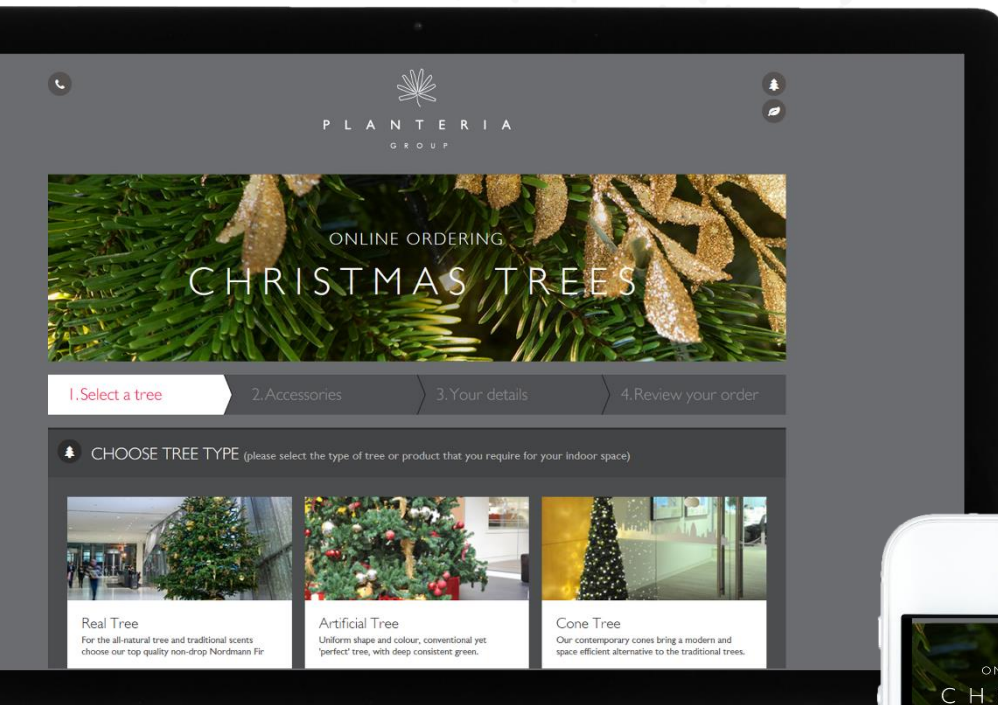 PLANTERIA
GROUP
ONLINE ORDERING
CHRISTMAS TREES
1.Select a tree
2.Accessories
3.Your details
4.Review your order
CHOOSE TREE TYPE (please select the type of tree or product that you require for your indoor space)
Real Tree
For the all-natural tree and traditional scents
choose our top quality non-drop Nordmann Fir
Artificial Tree
Uniform shape and colour, conventional yet
'perfect' tree, with deep consistent green.
Cone Tree
Our contemporary cones bring a modern and
space efficient alternative to the traditional trees.
ON
CH